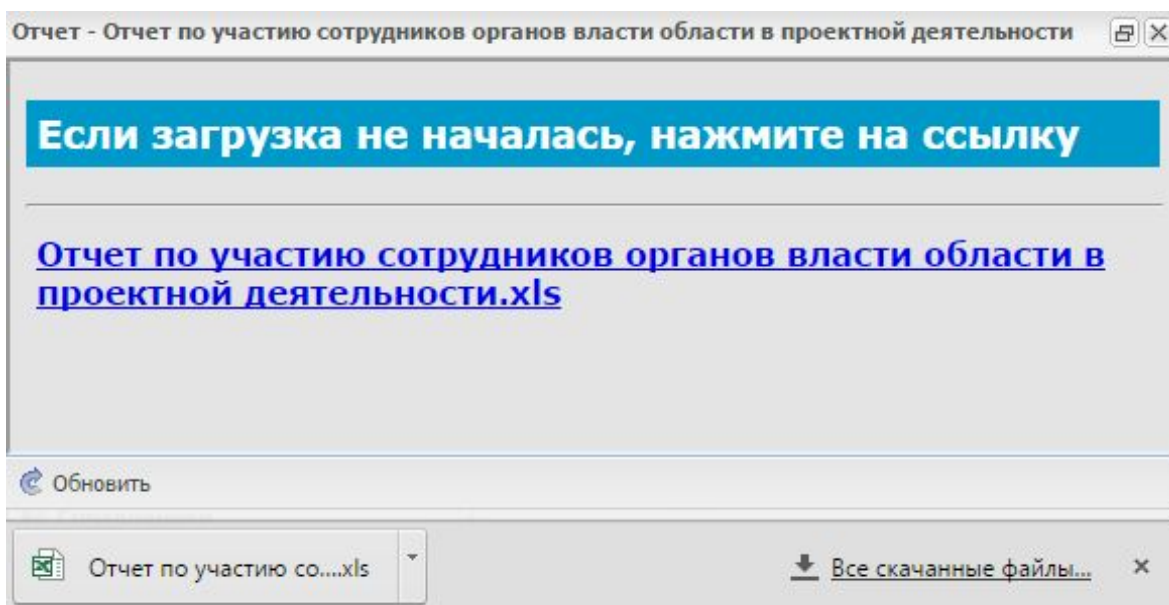 Отчет - Отчет по участию сотрудников органов власти области в проектной деятельности
Если загрузка не началась, нажмите на ссылку
Отчет по участию сотрудников органов власти области в
проектной деятельности.xls
Обновить
Отчет по участию со....xls
Все скачанные файлы...